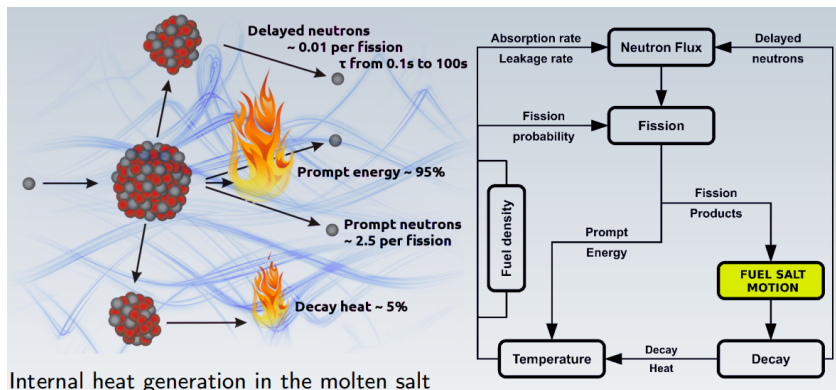 Delayed neutrons
~ 0.01 per fission
τ from 0.1s to 100s
Prompt energy ~ 95%
Prompt neutrons
~ 2.5 per fission
Decay heat ~ 5%
Internal heat generation in the molten salt
Absorption rate
Leakage rate
Neutron Flux
Delayed
neutrons
Fission
probability
Fission
Fuel density
Prompt
Energy
Fission
Products
FUEL SALT
MOTION
Temperature
Decay
Heat
Decay